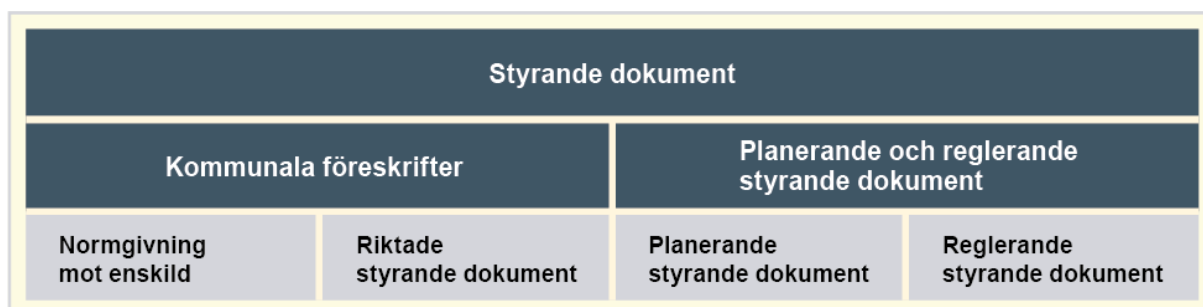 Styrande dokument
Kommunala föreskrifter
Planerande och reglerande
styrande dokument
Normgivning
mot enskild
Riktade
styrande dokument
Planerande
styrande dokument
Reglerande
styrande dokument